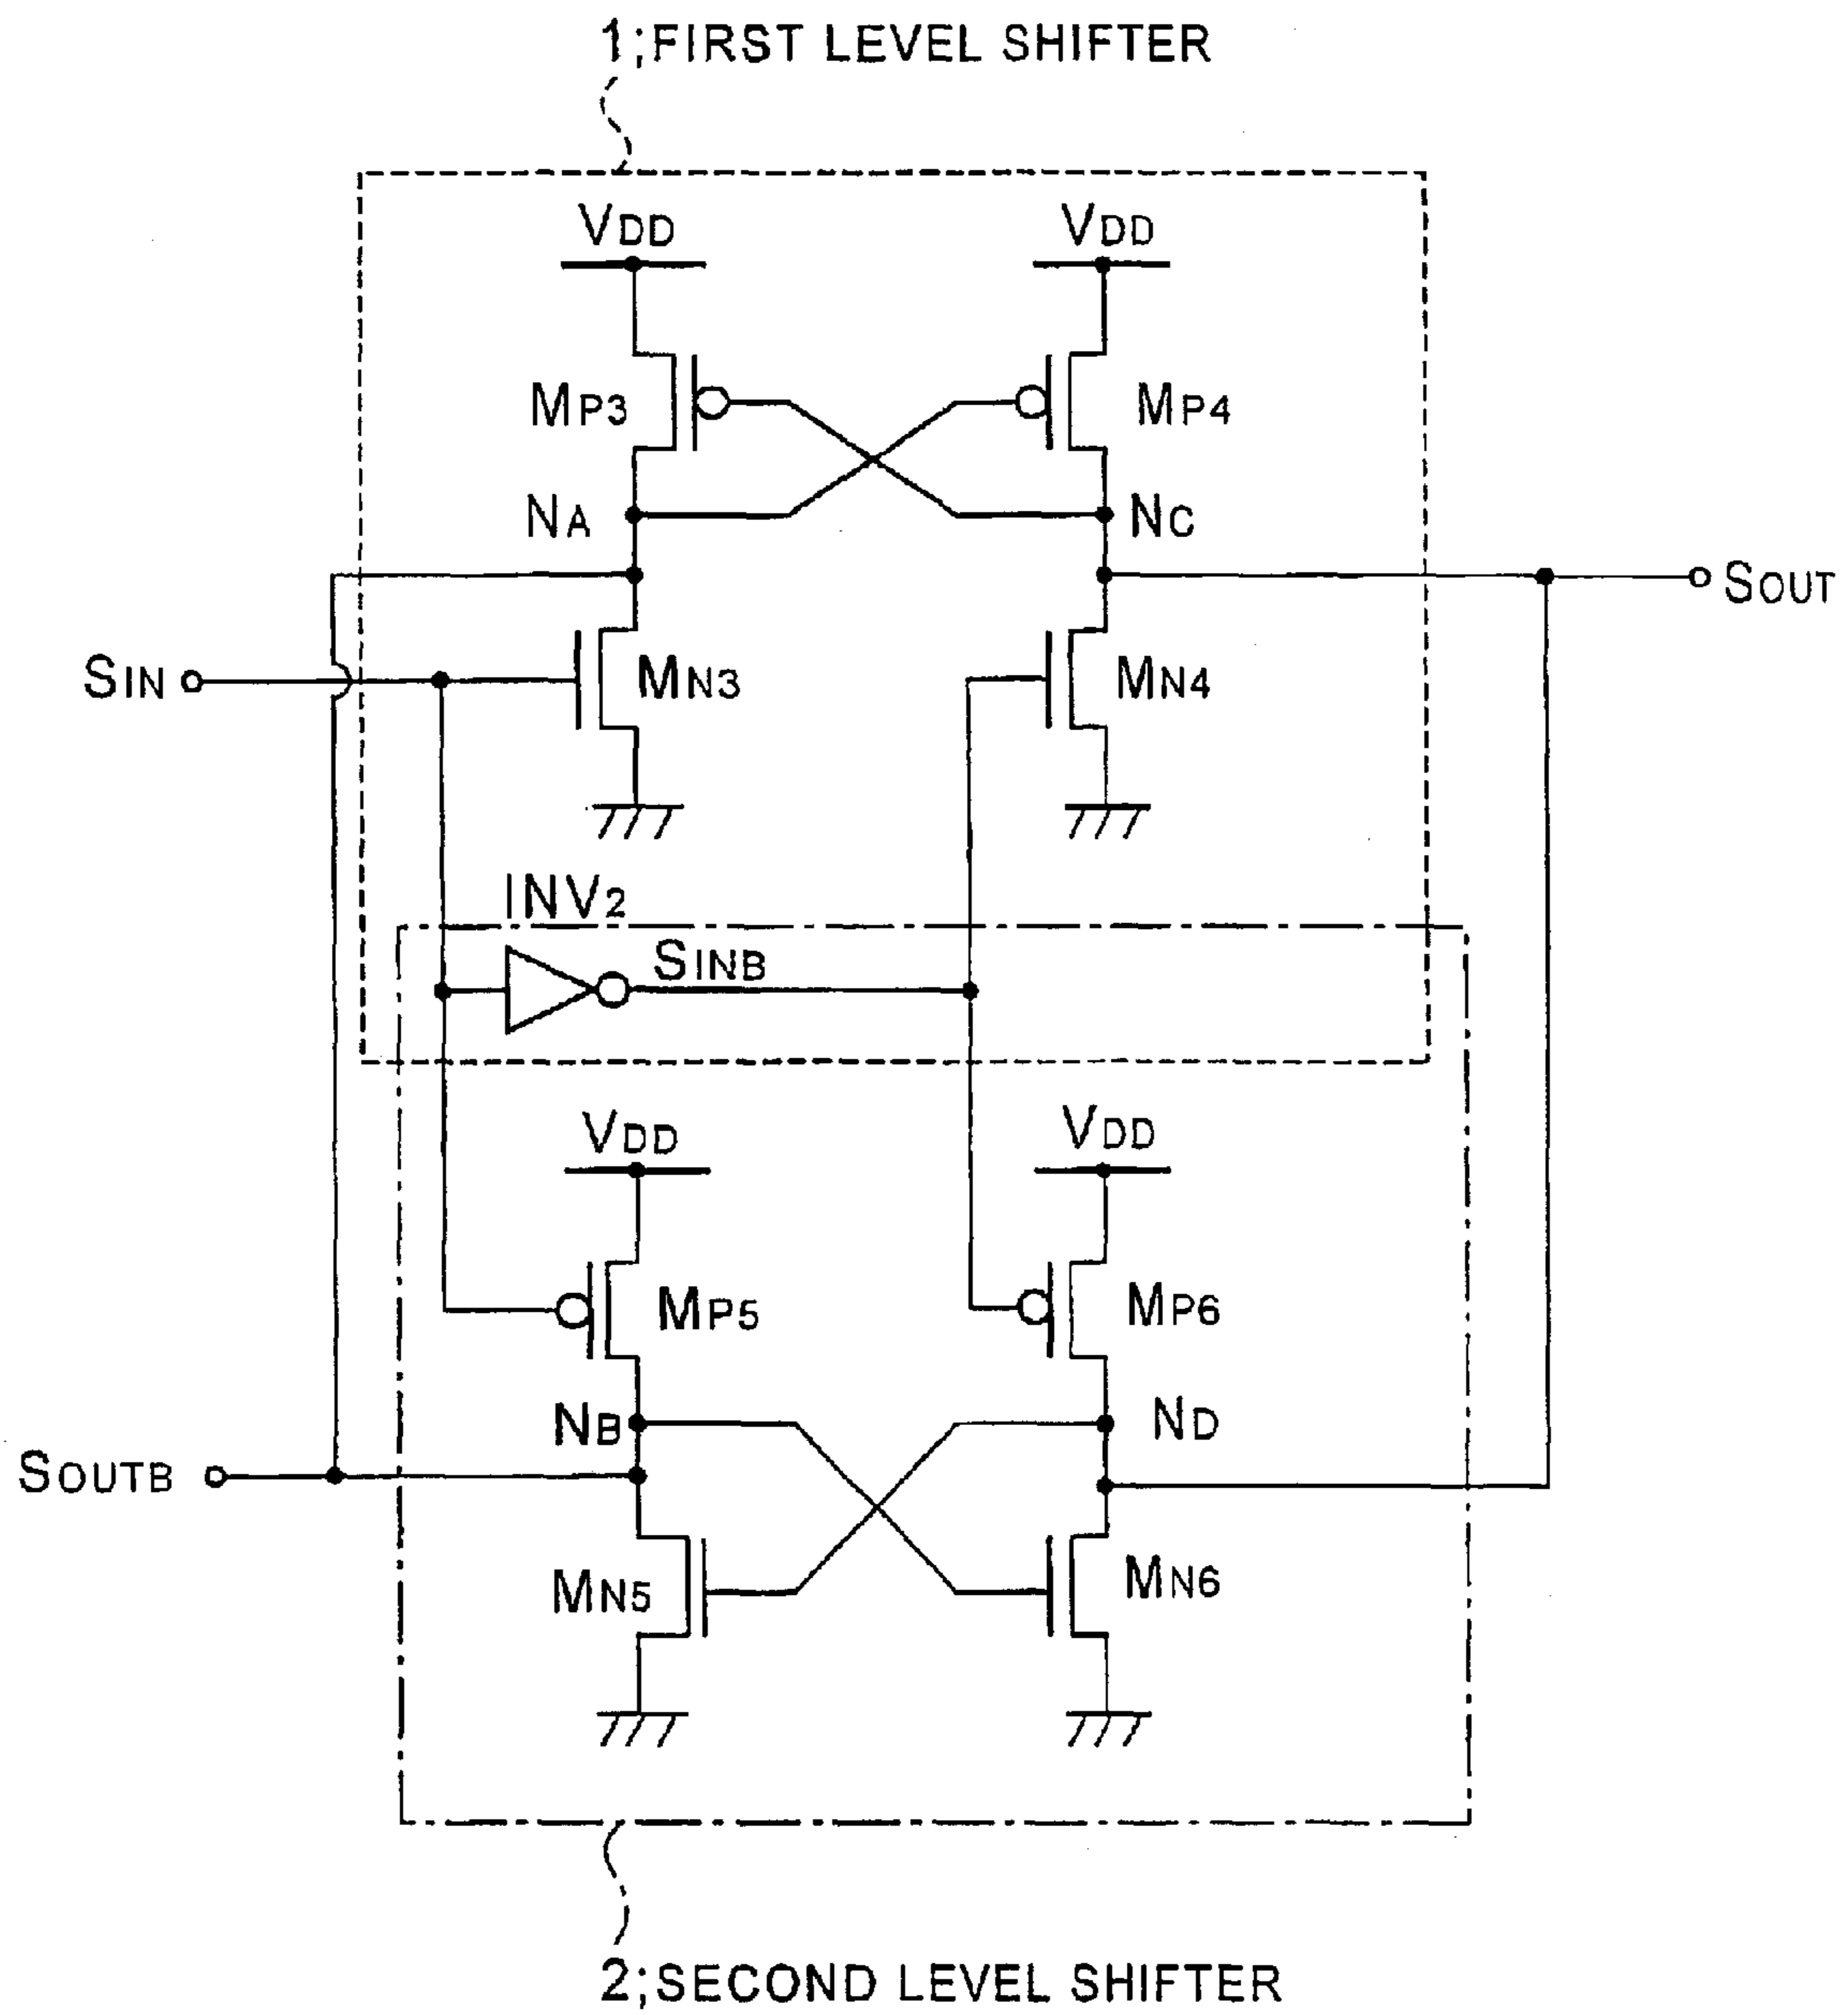 1;FIRST LEVEL SHIFTER
VDD
VDD
MP3
MP4
NA
NC
SOUT
SIN
MN3
MN4
INV2
SINB
VDD
VDD
MP5
MP6
NB
ND
SOUTB
MN5
MN6
2;SECOND LEVEL SHIFTER